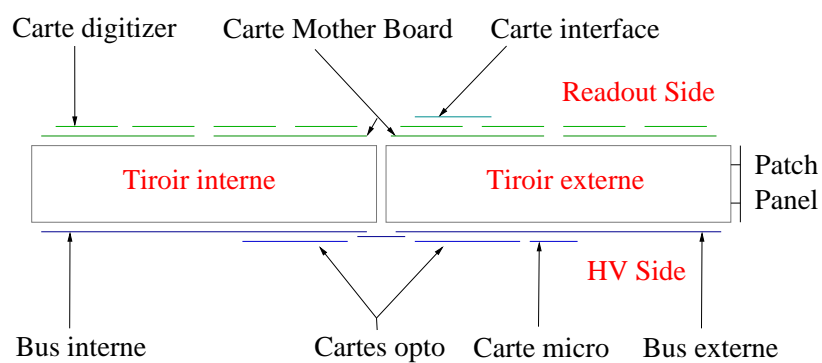 Carte digitizer
Carte Mother Board
Carte interface
Readout Side
Tiroir interne
Tiroir externe
Patch
Panel
HV Side
Bus interne
Cartes opto
Carte micro
Bus externe